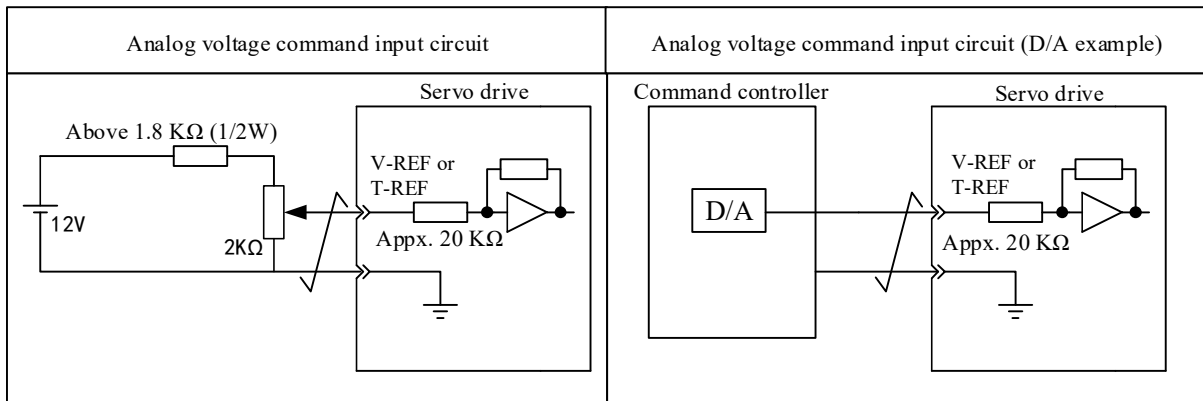 Analog voltage command input circuit
Analog voltage command input circuit (D/A example)
Servo drive
Above 1.8 KΩ (1/2W)
V-REF or
T-REF
12V
2KΩ
Appx. 20 KΩ
Command controller
Servo drive
V-REF or
T-REF
D/A
Appx. 20 KΩ